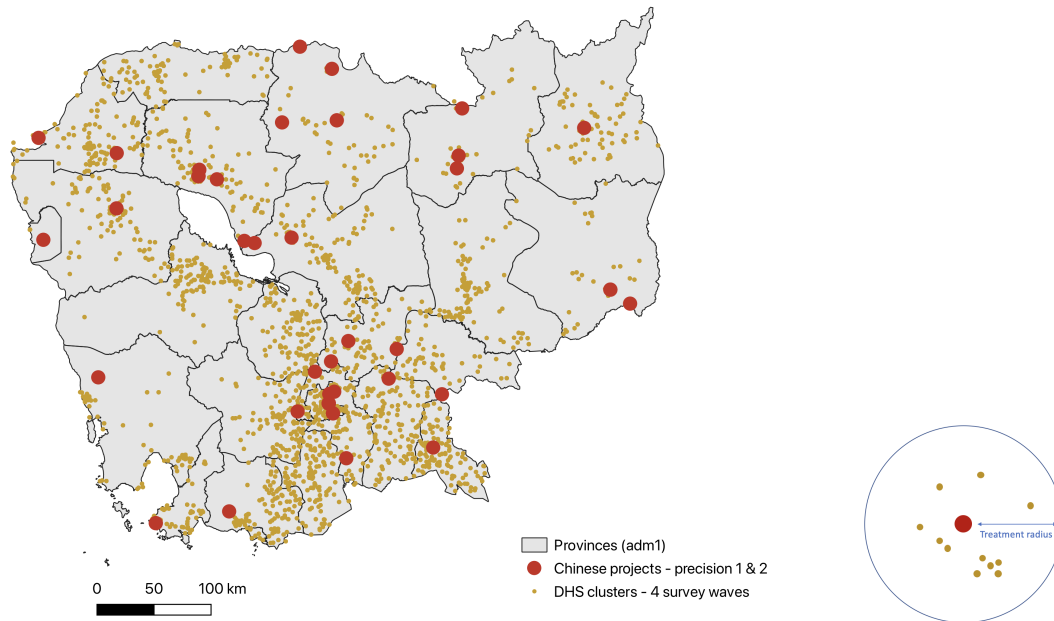 Treatment radius
Provinces (adm1)
Chinese projects - precision 1 & 2
DHS clusters - 4 survey waves
0 50 100 km